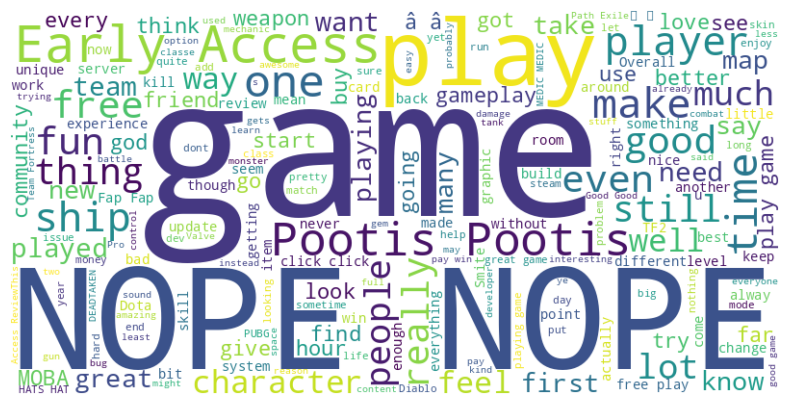 Early Access
play
game
NOPE NOPE
Pootis Pootis
one
player
ship
thing
fun
free
way
team
friend
every
think
weapon
want
got
take
love
see
map
use
better
make
much
good
say
even
need
time
still
well
play game
another
new
god
start
go
playing
going
many
gameplay
buy
review
community
unique
work
trying
now
server
kill
add
mean
option
classe
quite
used
mechanic
awesome
run
sure
card
back
yet
probably
easy
MEDIC MEDIC
Path Exile
let
skin
less
enjoy
already
Overall
around
little
something
combat
said
long
right
nice
stuff
damage
tank
room
build
steam
graphic
experience
battle
dont
gets
learn
class
monster
pretty
match
seem
though
Fap Fap
Team Fortress
control
issue
update
dev
Valve
Pro
played
bad
money
instead
getting
item
never
made
without
help
may
gem
click click
pay win
great game
interesting
developer
Smite
different
level
TF2
best
keep
problem
Good Good
u
people
really
look
find
hour
give
system
character
feel
first
great
MOBA
HATS HAT
bit
might
hard
bug
gun
year
two
Dota
sound
amazing
end
least
skill
DEADTAKEN
Access ReviewThis
looking
PUBG
space
reason
sometime
win
life
full
content
Diablo
enough
everything
kind
pay
playing game
day
point
put
ye
actually
try
free play
lot
know
far
change
come
alway
nothing
big
mode
everyone
good game
â â
s